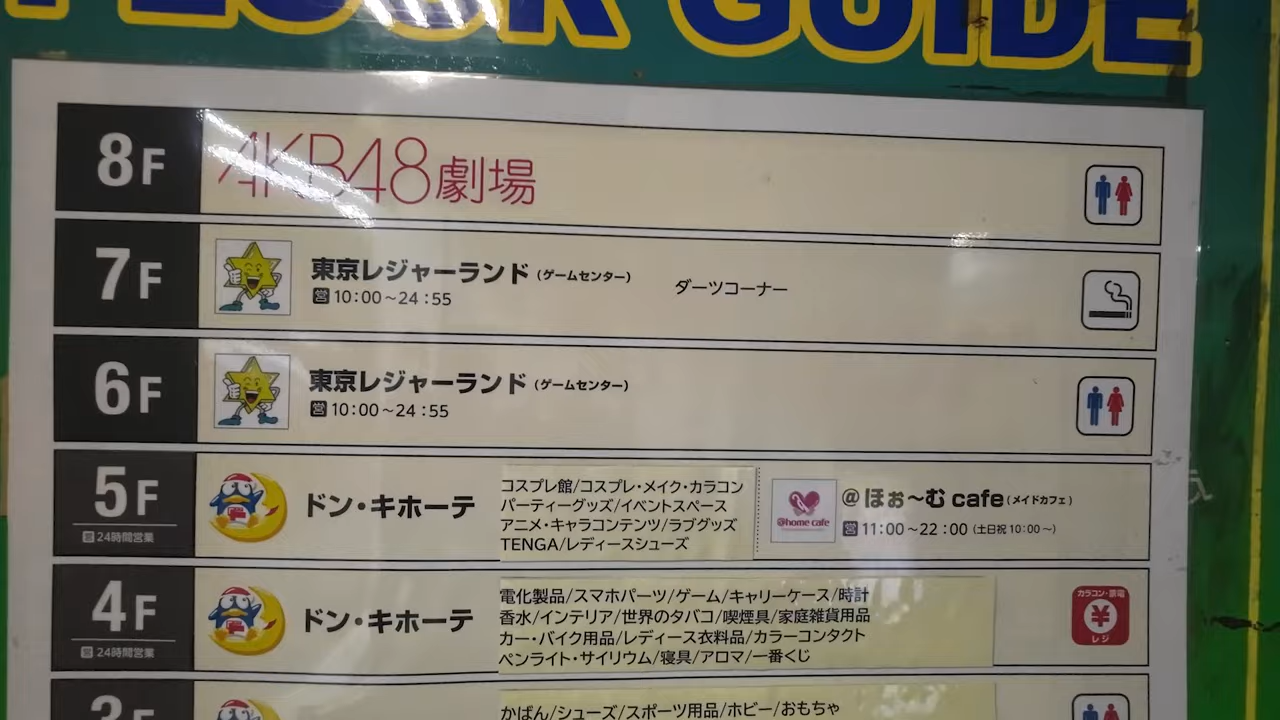 FLOOR GUIDE
8F
AKB48劇場
7F
東京レジャーランド (ゲームセンター)
営 10:00~24:55
ダーツコーナー
6F
東京レジャーランド (ゲームセンター)
営 10:00~24:55
5F
営 24時間営業
ドン・キホーテ
コスプレ館/コスプレ・メイク・カラコン
パーティーグッズ/イベントスペース
アニメ・キャラコンテンツ/ラブグッズ
TENGA/レディースシューズ
@home cafe
@ほぉ~むcafe (メイドカフェ)
営 11:00~22:00 (土日祝 10:00~)
4F
営 24時間営業
ドン・キホーテ
電化製品/スマホパーツ/ゲーム/キャリーケース/時計
香水/インテリア/世界のタバコ/喫煙具/家庭雑貨用品
カー・バイク用品/レディース衣料品/カラーコンタクト
ペンライト・サイリウム/寝具/アロマ/一番くじ
カラコン・家電
¥
レジ
3F
かばん/シューズ/スポーツ用品/ホビー/おもちゃ